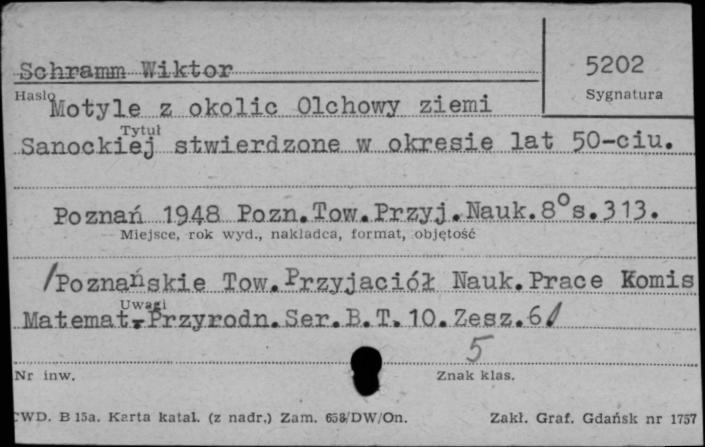 Schramm Wiktor
5202
Hasło
Sygnatura
Motyle z okolic Olchowy ziemi
Tytuł
Sanockiej stwierdzone w okresie lat 50-ciu.
Poznań 1948 Pozn.Tow.Przyj.Nauk.8°s.313.
Miejsce, rok wyd., nakładca, format, objętość
/Poznańskie Tow.Przyjaciół Nauk.Prace Komis
Uwagi
Matemat.-Przyrodn.Ser.B.T.10.Zesz.6/
5
Nr inw.
Znak klas.
CWD. B 15a. Karta katal. (z nadr.) Zam. 658/DW/On.
Zakł. Graf. Gdańsk nr 1757